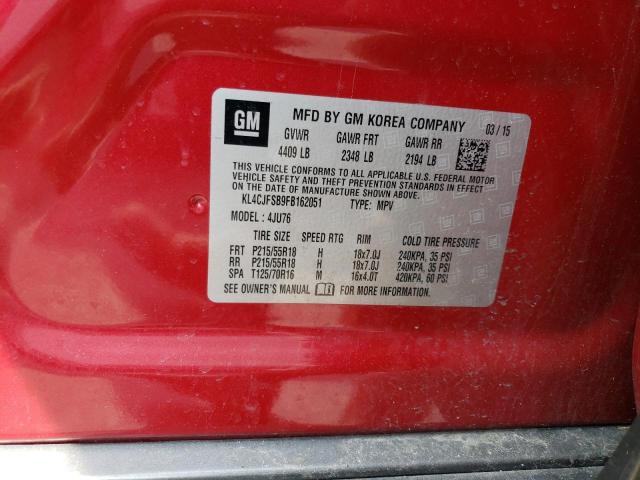 GM
MFD BY GM KOREA COMPANY 03 / 15
GVWR GAWR FRT GAWR RR
4409 LB 2348 LB 2194 LB
THIS VEHICLE CONFORMS TO ALL APPLICABLE U.S. FEDERAL MOTOR
VEHICLE SAFETY AND THEFT PREVENTION STANDARDS IN
EFFECT ON THE DATE OF MANUFACTURE SHOWN ABOVE.
KL4CJFSB9FB162051 TYPE: MPV
MODEL : 4JU76
TIRE SIZE SPEED RTG RIM COLD TIRE PRESSURE
FRT P215/55R18 H 18x7.0J 240KPA, 35 PSI
RR P215/55R18 H 18x7.0J 240KPA, 35 PSI
SPA T125/70R16 M 16x4.0T 420KPA, 60 PSI
SEE OWNER'S MANUAL FOR MORE INFORMATION.